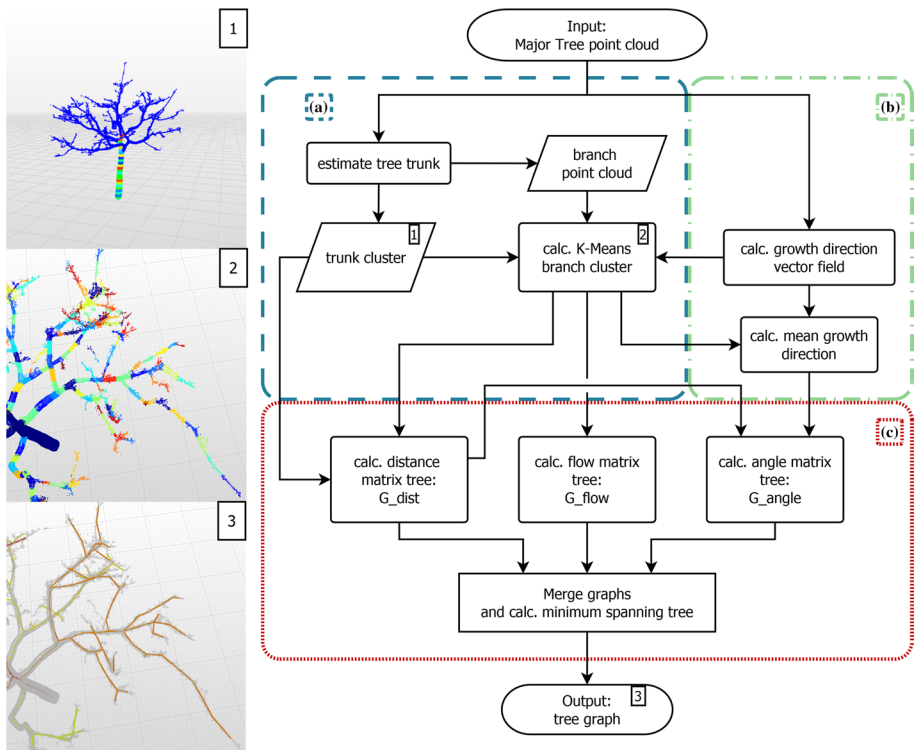 1
2
3
Input:
Major Tree point cloud
(a)
(b)
estimate tree trunk
branch
point cloud
1
trunk cluster
2
calc. K-Means
branch cluster
calc. growth direction
vector field
calc. mean growth
direction
(c)
calc. distance
matrix tree:
G_dist
calc. flow matrix
tree:
G_flow
calc. angle matrix
tree:
G_angle
Merge graphs
and calc. minimum spanning tree
3
Output:
tree graph